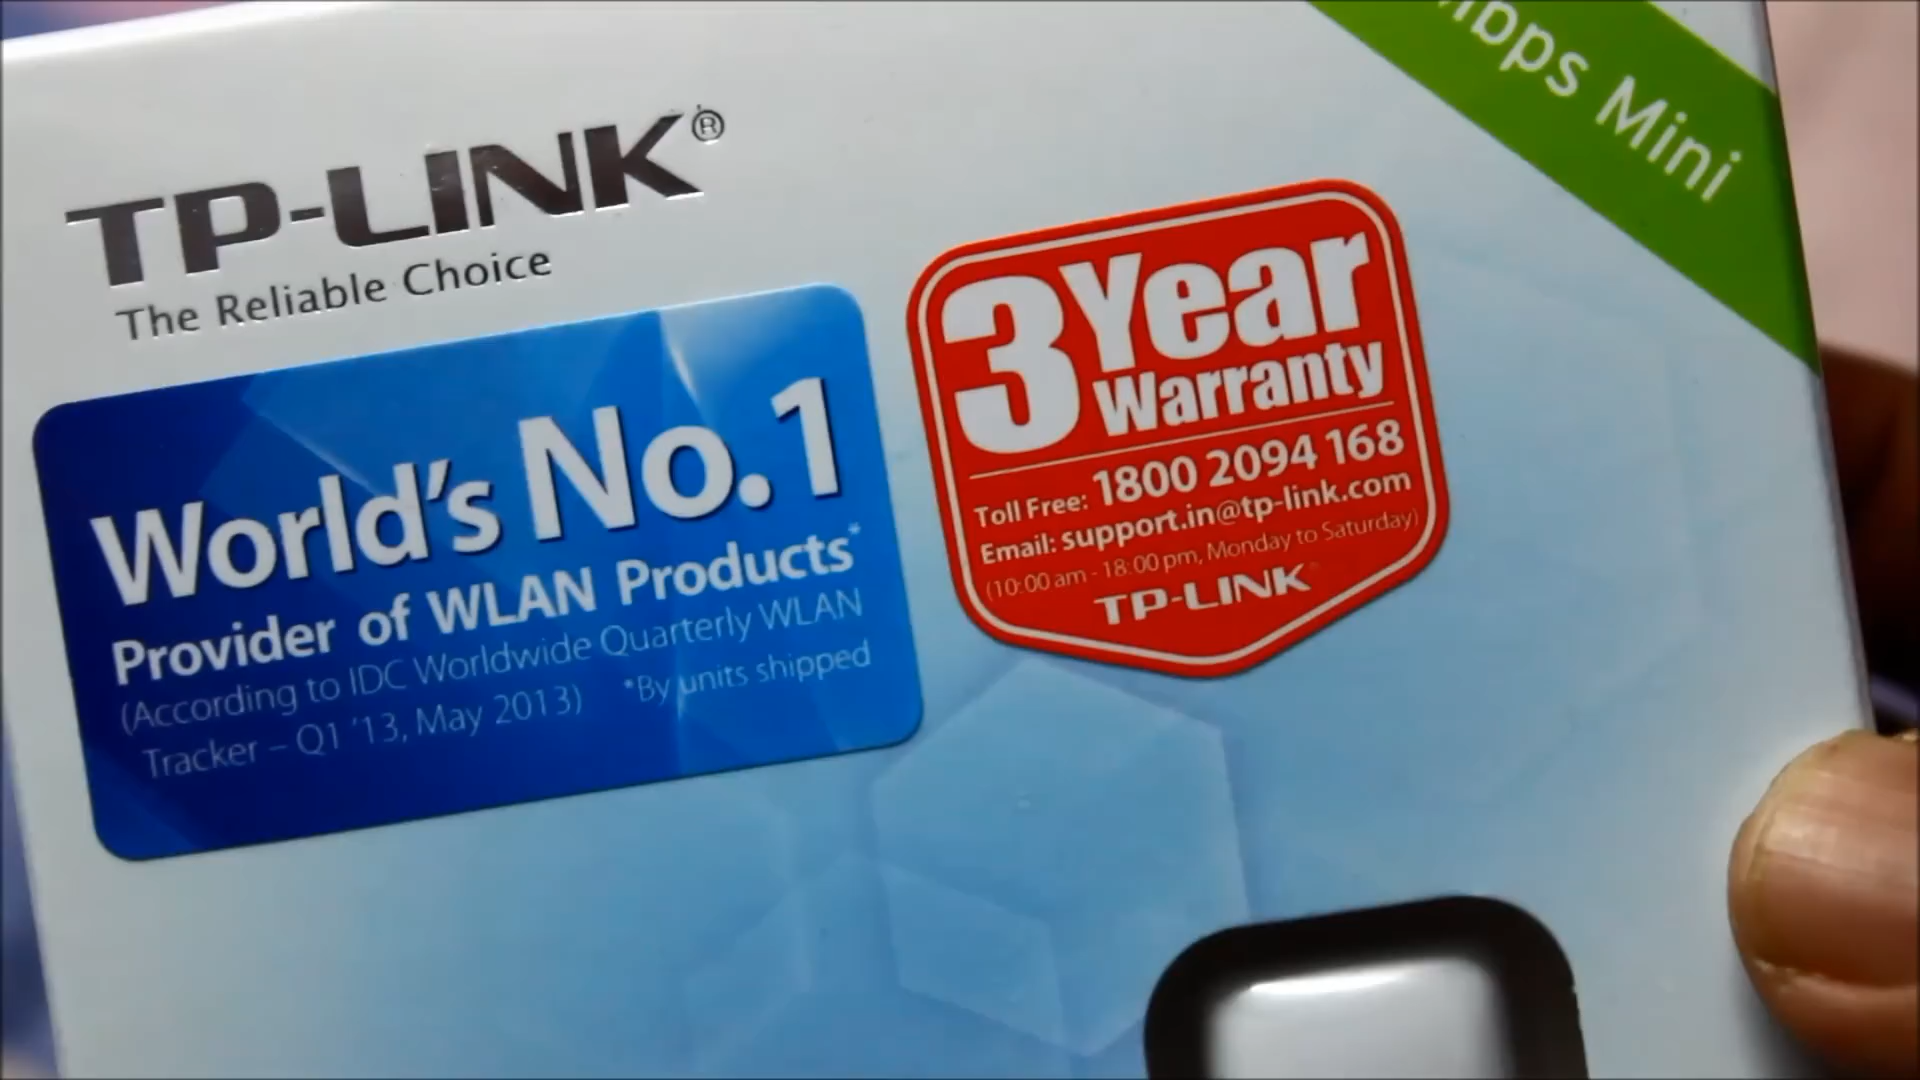 TP-LINK®
The Reliable Choice
World's No.1
Provider of WLAN Products*
(According to IDC Worldwide Quarterly WLAN
Tracker – Q1 '13, May 2013) *By units shipped
3 Year
Warranty
Toll Free: 1800 2094 168
Email: support.in@tp-link.com
(10:00 am - 18:00 pm, Monday to Saturday)
TP-LINK
Mini